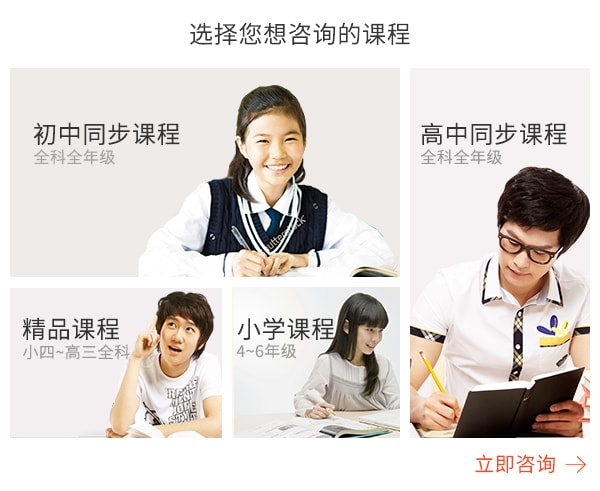 选择您想咨询的课程
初中同步课程
全科全年级
高中同步课程
全科全年级
精品课程
小四~高三全科
小学课程
4~6年级
立即咨询